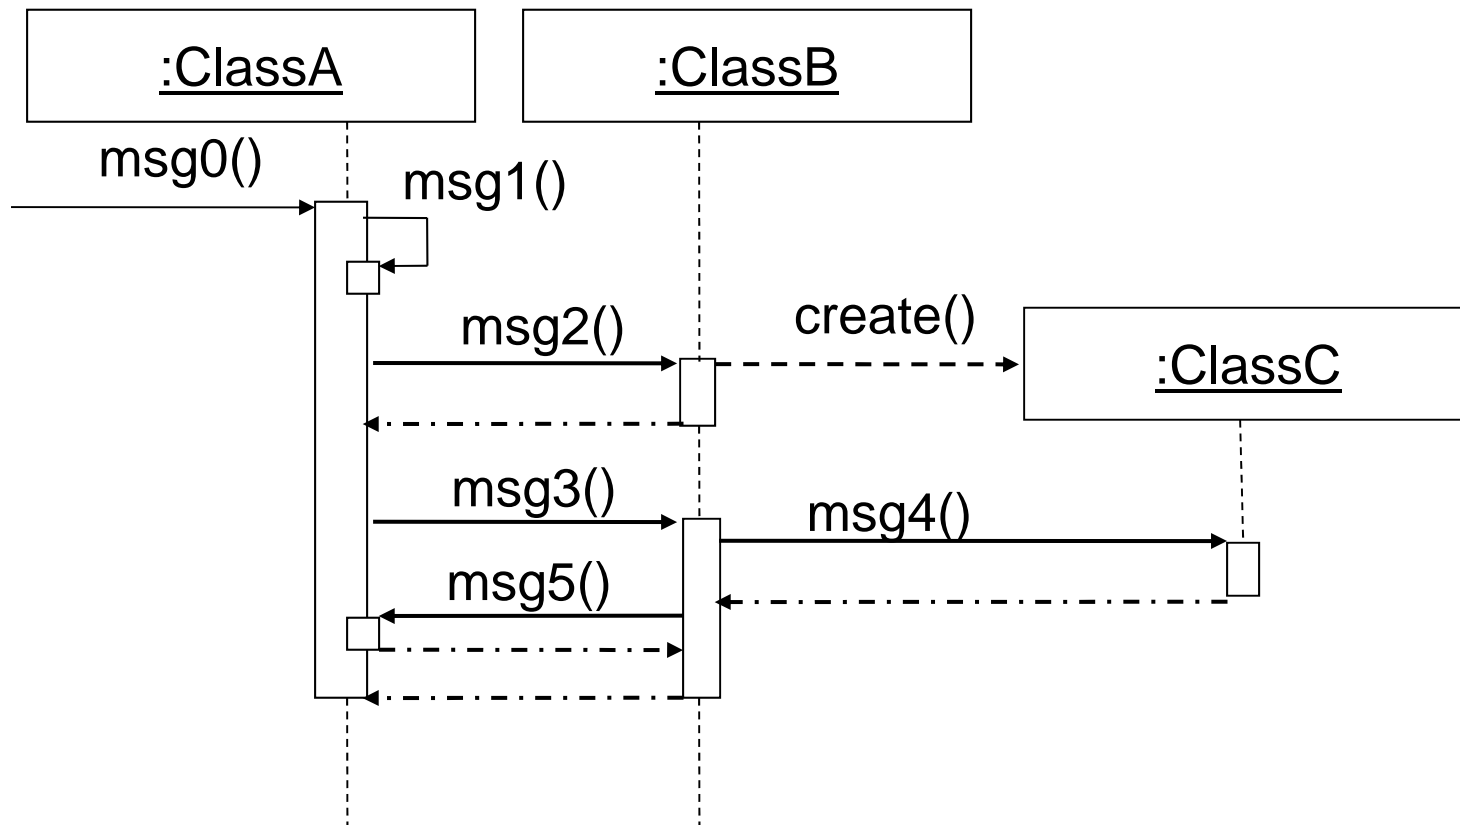 :ClassA
:ClassB
msg0()
msg1()
msg2()
create()
:ClassC
msg3()
msg4()
msg5()